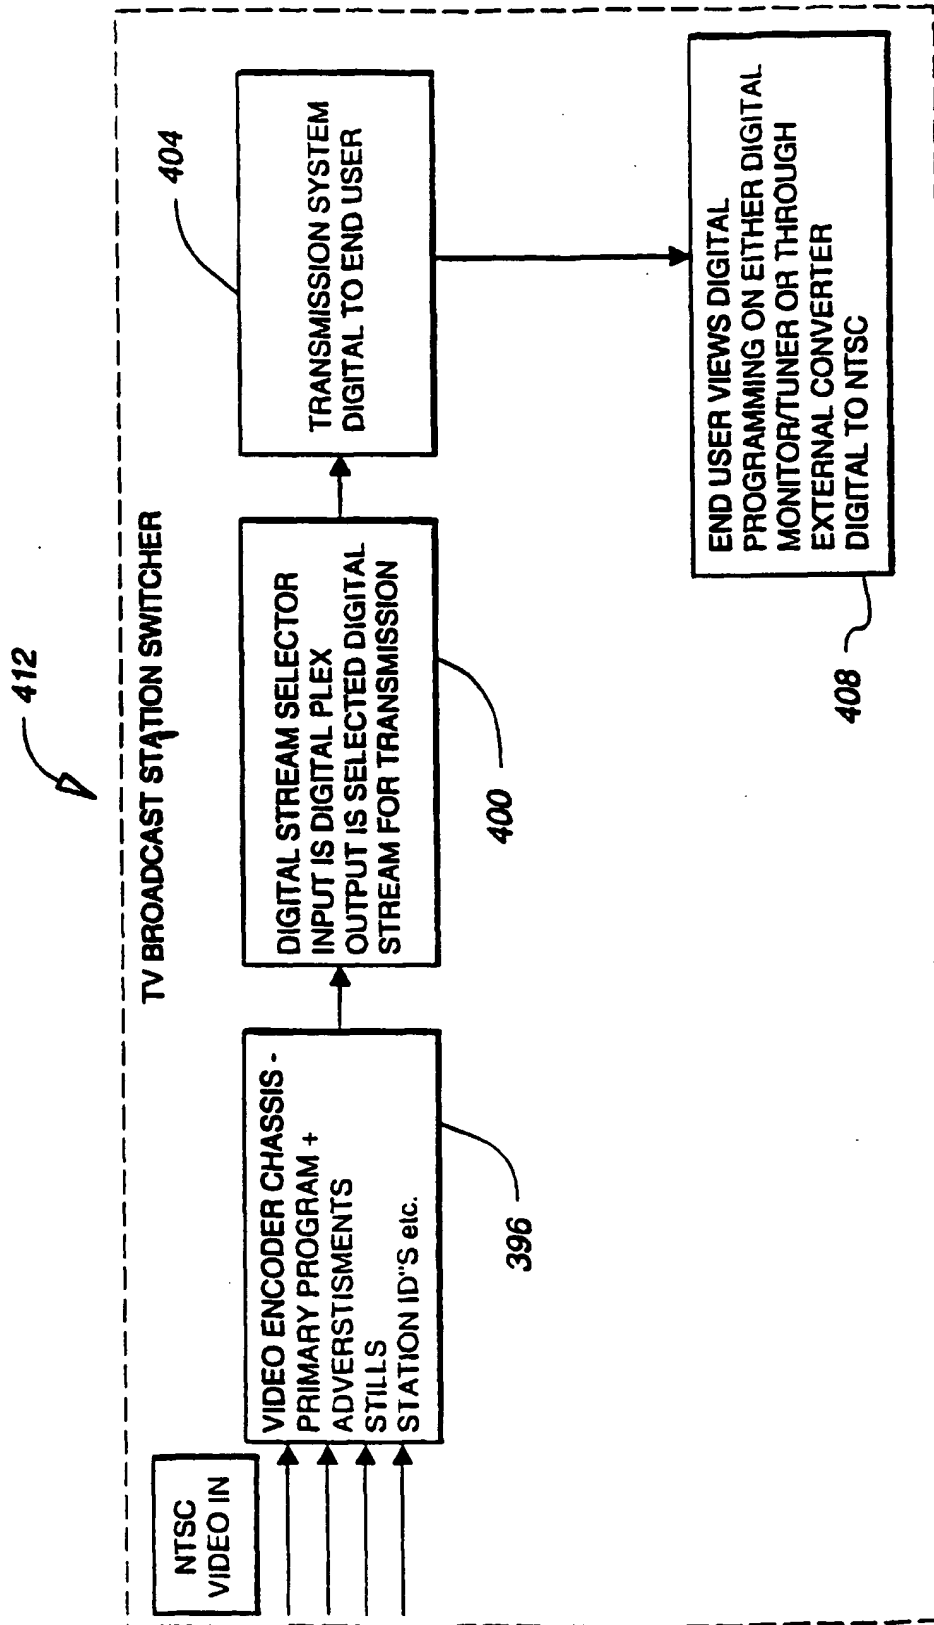 412
TV BROADCAST STATION SWITCHER
NTSC
VIDEO IN
VIDEO ENCODER CHASSIS -
PRIMARY PROGRAM +
ADVERSTISMENTS
STILLS
STATION ID"S etc.
396
DIGITAL STREAM SELECTOR
INPUT IS DIGITAL PLEX
OUTPUT IS SELECTED DIGITAL
STREAM FOR TRANSMISSION
400
TRANSMISSION SYSTEM
DIGITAL TO END USER
404
END USER VIEWS DIGITAL
PROGRAMMING ON EITHER DIGITAL
MONITOR/TUNER OR THROUGH
EXTERNAL CONVERTER
DIGITAL TO NTSC
408